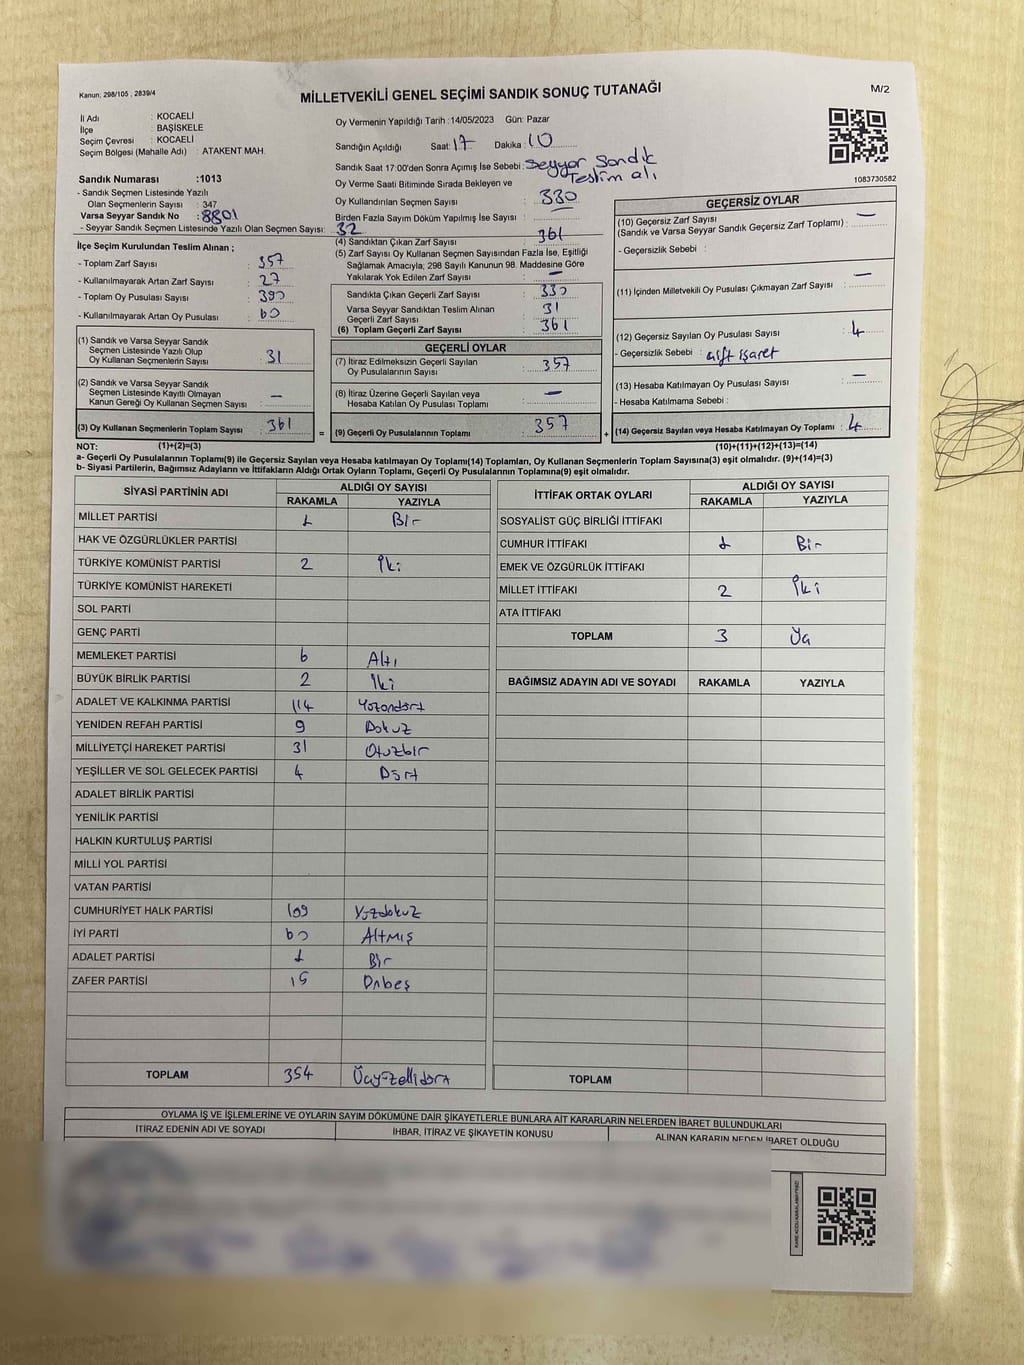 Kanun; 298/105 , 2839/4
MİLLETVEKİLİ GENEL SEÇİMİ SANDIK SONUÇ TUTANAĞI
M/2
İl Adı : KOCAELİ
İlçe : BAŞİSKELE
Seçim Çevresi : KOCAELİ
Seçim Bölgesi (Mahalle Adı) : ATAKENT MAH.
Sandık Numarası :1013
- Sandık Seçmen Listesinde Yazılı
Olan Seçmenlerin Sayısı : 347
Varsa Seyyar Sandık No : 8801
- Seyyar Sandık Seçmen Listesinde Yazılı Olan Seçmen Sayısı: 32
Oy Vermenin Yapıldığı Tarih :14/05/2023 Gün: Pazar
Sandığın Açıldığı Saat: 17 Dakika : 10
Sandık Saat 17:00'den Sonra Açımış İse Sebebi : Seyyar Sandık
Teslim alı
Oy Verme Saati Bitiminde Sırada Bekleyen ve
Oy Kullandırılan Seçmen Sayısı : 330
Birden Fazla Sayım Döküm Yapılmış İse Sayısı :
(4) Sandıktan Çıkan Zarf Sayısı : 361
(5) Zarf Sayısı Oy Kullanan Seçmen Sayısından Fazla İse, Eşitliği
Sağlamak Amacıyla; 298 Sayılı Kanunun 98. Maddesine Göre
Yakılarak Yok Edilen Zarf Sayısı : —
Sandıkta Çıkan Geçerli Zarf Sayısı : 330
Varsa Seyyar Sandıktan Teslim Alınan
Geçerli Zarf Sayısı : 31
(6) Toplam Geçerli Zarf Sayısı : 361
İlçe Seçim Kurulundan Teslim Alınan ;
- Toplam Zarf Sayısı : 357
- Kullanılmayarak Artan Zarf Sayısı : 27
- Toplam Oy Pusulası Sayısı : 390
- Kullanılmayarak Artan Oy Pusulası : 60
(1) Sandık ve Varsa Seyyar Sandık
Seçmen Listesinde Yazılı Olup
Oy Kullanan Seçmenlerin Sayısı : 31
(2) Sandık ve Varsa Seyyar Sandık
Seçmen Listesinde Kayıtlı Olmayan
Kanun Gereği Oy Kullanan Seçmen Sayısı : —
(3) Oy Kullanan Seçmenlerin Toplam Sayısı : 361
GEÇERLİ OYLAR
(7) İtiraz Edilmeksizin Geçerli Sayılan
Oy Pusulalarının Sayısı : 357
(8) İtiraz Üzerine Geçerli Sayılan veya
Hesaba Katılan Oy Pusulası Toplamı : —
= (9) Geçerli Oy Pusulalarının Toplamı : 357
1083730582
GEÇERSİZ OYLAR
(10) Geçersiz Zarf Sayısı —
(Sandık ve Varsa Seyyar Sandık Geçersiz Zarf Toplamı) :
- Geçersizlik Sebebi :
(11) İçinden Milletvekili Oy Pusulası Çıkmayan Zarf Sayısı : —
(12) Geçersiz Sayılan Oy Pusulası Sayısı : 4
- Geçersizlik Sebebi : çift işaret
(13) Hesaba Katılmayan Oy Pusulası Sayısı : —
- Hesaba Katılmama Sebebi :
+ (14) Geçersiz Sayılan veya Hesaba Katılmayan Oy Toplamı : 4
NOT: (1)+(2)=(3)
(10)+(11)+(12)+(13)=(14)
a- Geçerli Oy Pusulalarının Toplamı(9) ile Geçersiz Sayılan veya Hesaba Katılmayan Oy Toplamı(14) Toplamları, Oy Kullanan Seçmenlerin Toplam Sayısına(3) eşit olmalıdır. (9)+(14)=(3)
b- Siyasi Partilerin, Bağımsız Adayların ve İttifakların Aldığı Ortak Oyların Toplamı, Geçerli Oy Pusulalarının Toplamına(9) eşit olmalıdır.
SİYASİ PARTİNİN ADI ALDIĞI OY SAYISI
RAKAMLA YAZIYLA
MİLLET PARTİSİ 1 Bir
HAK VE ÖZGÜRLÜKLER PARTİSİ
TÜRKİYE KOMÜNİST PARTİSİ 2 İki
TÜRKİYE KOMÜNİST HAREKETİ
SOL PARTİ
GENÇ PARTİ
MEMLEKET PARTİSİ 6 Altı
BÜYÜK BİRLİK PARTİSİ 2 İki
ADALET VE KALKINMA PARTİSİ 114 Yüzondört
YENİDEN REFAH PARTİSİ 9 Dokuz
MİLLİYETÇİ HAREKET PARTİSİ 31 Otuzbir
YEŞİLLER VE SOL GELECEK PARTİSİ 4 Dört
ADALET BİRLİK PARTİSİ
YENİLİK PARTİSİ
HALKIN KURTULUŞ PARTİSİ
MİLLİ YOL PARTİSİ
VATAN PARTİSİ
CUMHURİYET HALK PARTİSİ 109 Yüzdokuz
İYİ PARTİ 60 Altmış
ADALET PARTİSİ 1 Bir
ZAFER PARTİSİ 15 Onbeş
TOPLAM 354 Üçyüzellidört
İTTİFAK ORTAK OYLARI ALDIĞI OY SAYISI
RAKAMLA YAZIYLA
SOSYALİST GÜÇ BİRLİĞİ İTTİFAKI
CUMHUR İTTİFAKI 1 Bir
EMEK VE ÖZGÜRLÜK İTTİFAKI
MİLLET İTTİFAKI 2 İki
ATA İTTİFAKI
TOPLAM 3 Üç
BAĞIMSIZ ADAYIN ADI VE SOYADI RAKAMLA YAZIYLA
TOPLAM
OYLAMA İŞ VE İŞLEMLERİNE VE OYLARIN SAYIM DÖKÜMÜNE DAİR ŞİKAYETLERLE BUNLARA AİT KARARLARIN NELERDEN İBARET BULUNDUKLARI
İTİRAZ EDENİN ADI VE SOYADI İHBAR, İTİRAZ VE ŞİKAYETİN KONUSU ALINAN KARARIN NEDEN İBARET OLDUĞU